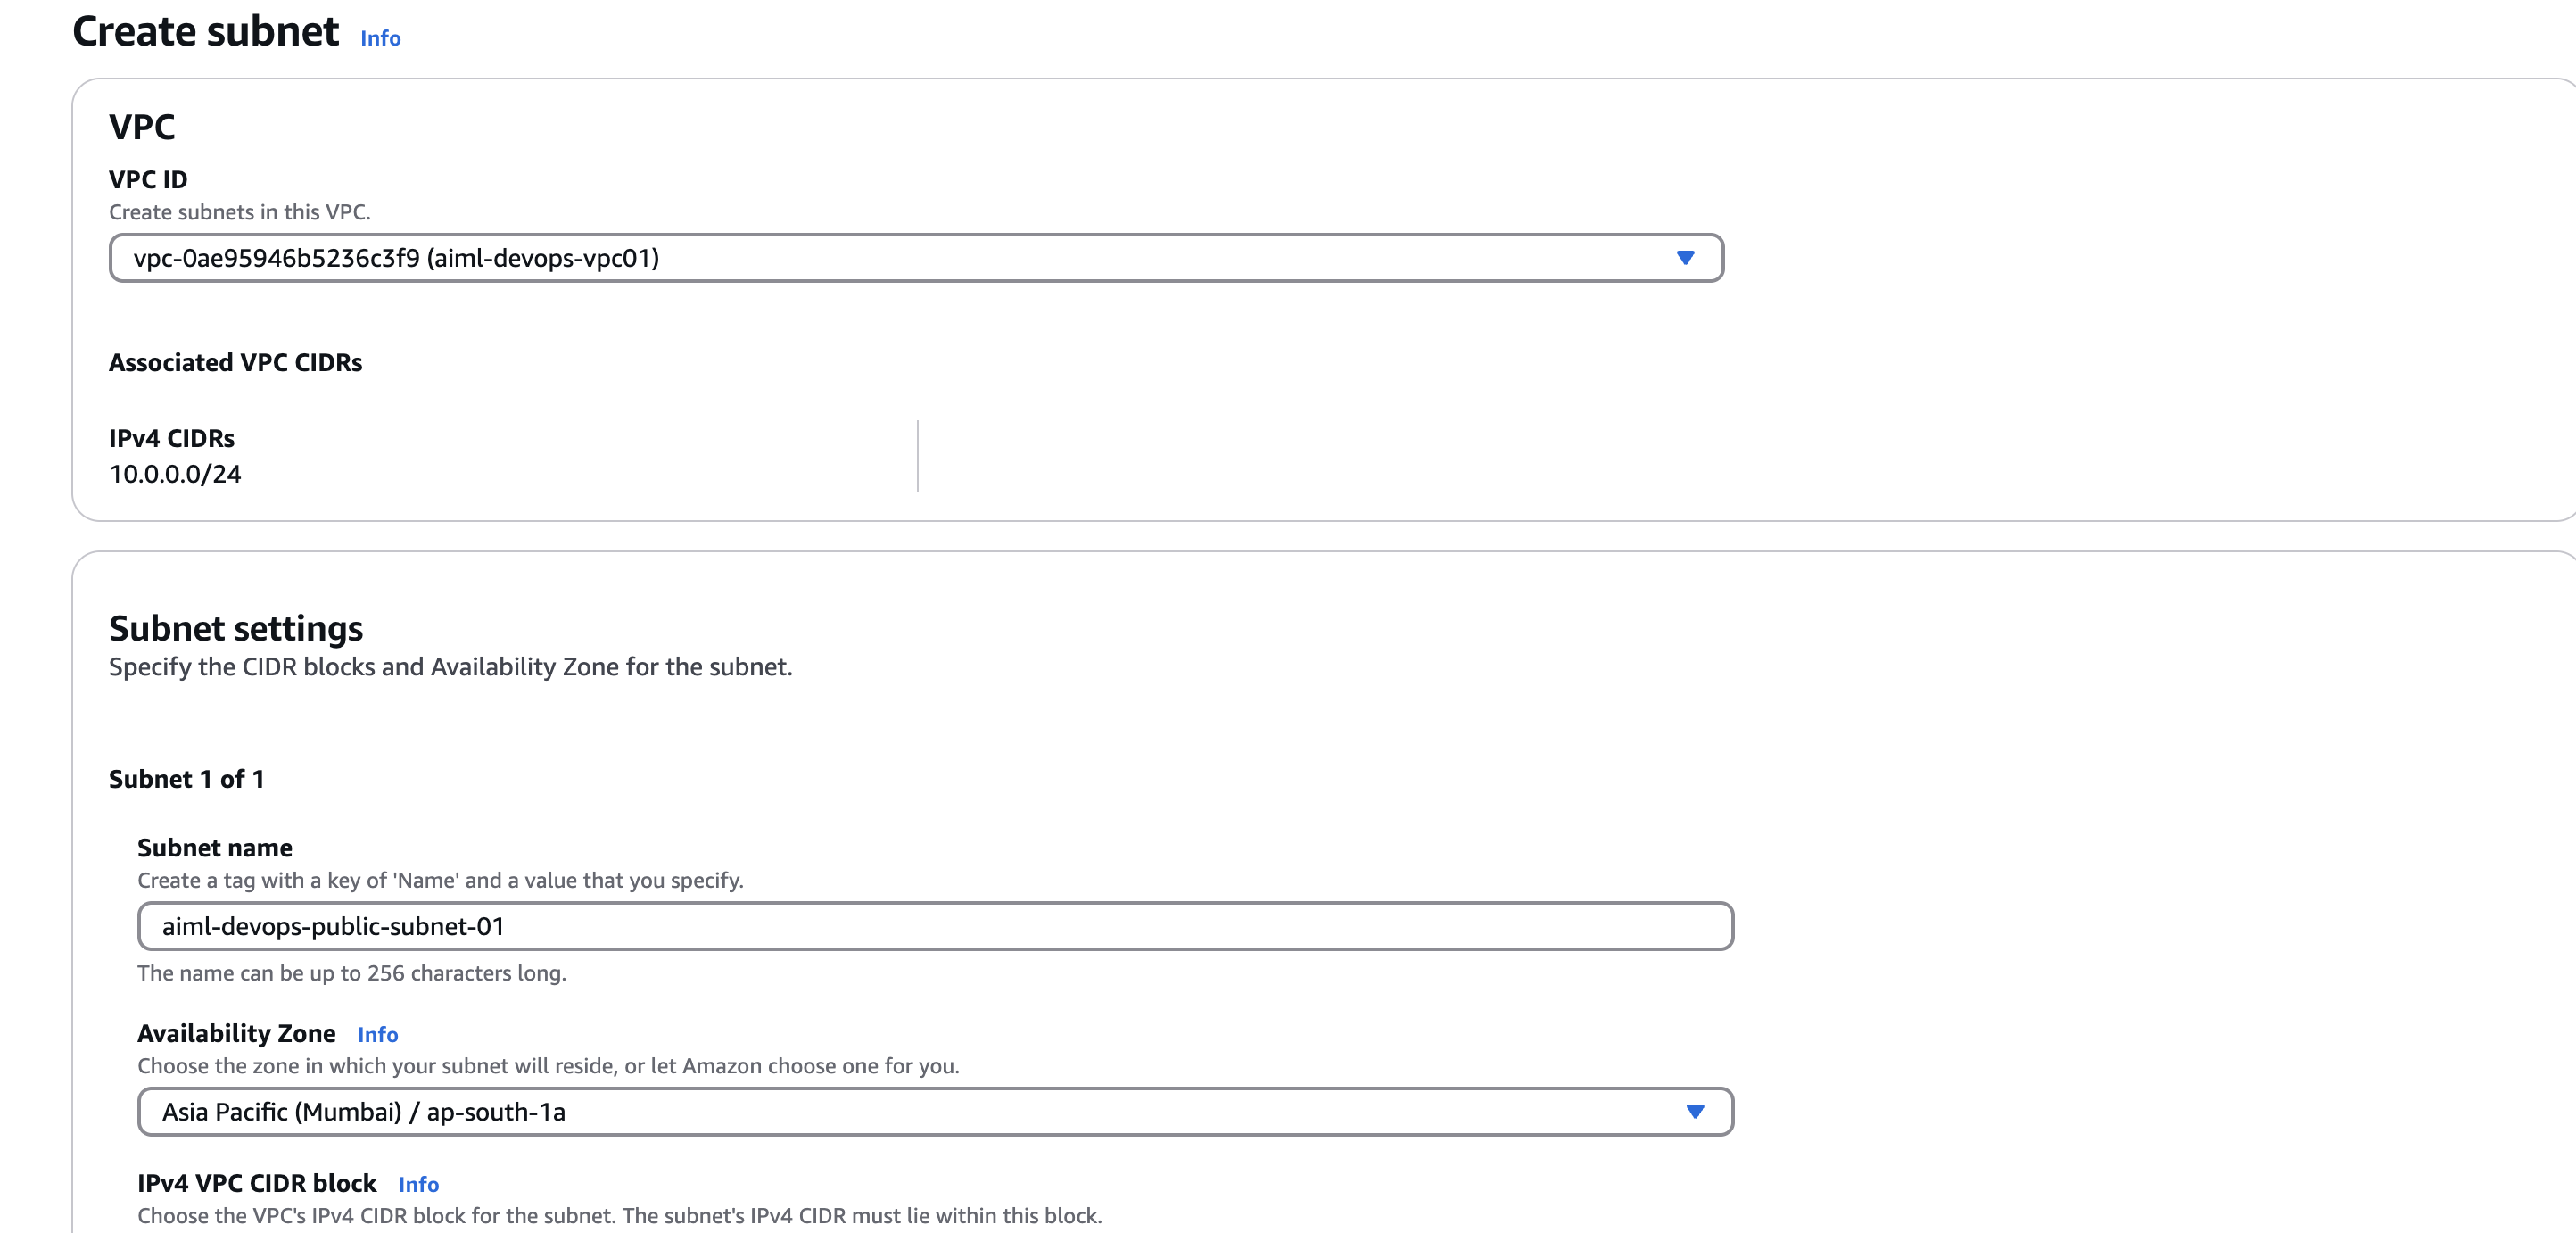 Create subnet Info
VPC
VPC ID
Create subnets in this VPC.
vpc-0ae95946b5236c3f9 (aiml-devops-vpc01)
Associated VPC CIDRs
IPv4 CIDRs
10.0.0.0/24
Subnet settings
Specify the CIDR blocks and Availability Zone for the subnet.
Subnet 1 of 1
Subnet name
Create a tag with a key of 'Name' and a value that you specify.
aiml-devops-public-subnet-01
The name can be up to 256 characters long.
Availability Zone Info
Choose the zone in which your subnet will reside, or let Amazon choose one for you.
Asia Pacific (Mumbai) / ap-south-1a
IPv4 VPC CIDR block Info
Choose the VPC's IPv4 CIDR block for the subnet. The subnet's IPv4 CIDR must lie within this block.